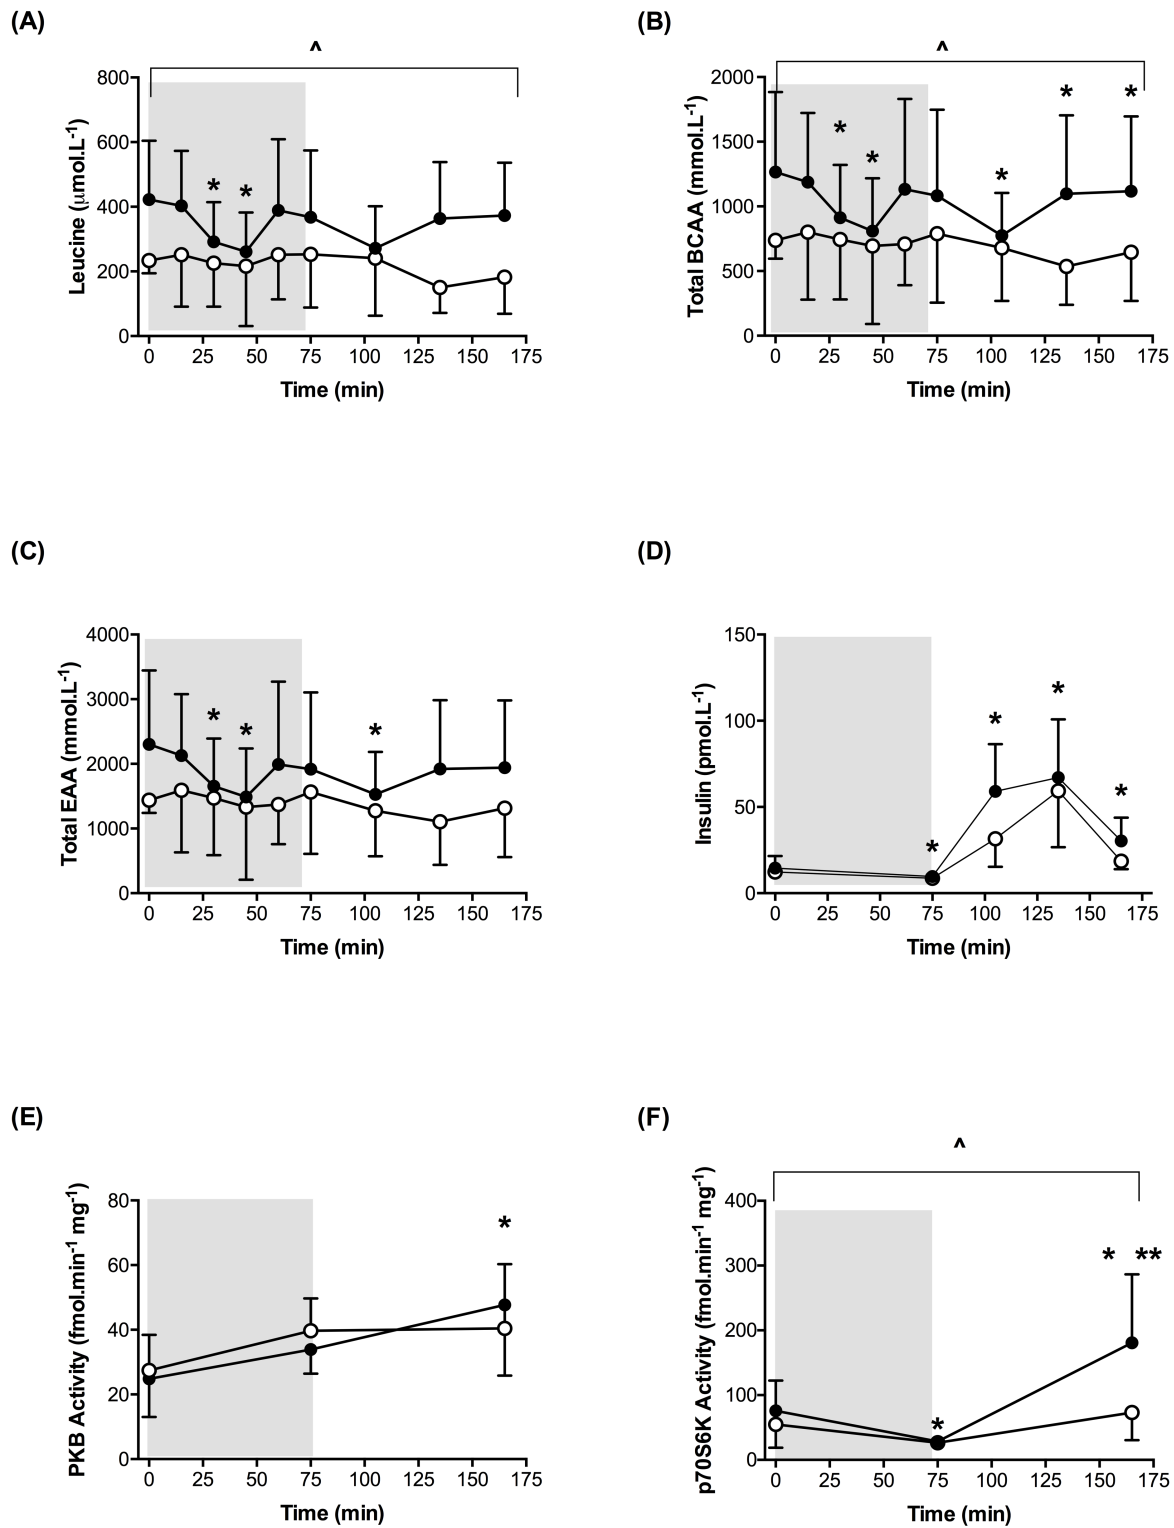 (A)
^
Leucine (µmol.L-1)
800
600
400
200
0
* *
0 25 50 75 100 125 150 175
Time (min)
(B)
^
Total BCAA (mmol.L-1)
2000
1500
1000
500
0
* * * * *
0 25 50 75 100 125 150 175
Time (min)
(C)
Total EAA (mmol.L-1)
4000
3000
2000
1000
0
* * *
0 25 50 75 100 125 150 175
Time (min)
(D)
Insulin (pmol.L-1)
150
100
50
0
* * * *
0 25 50 75 100 125 150 175
Time (min)
(E)
PKB Activity (fmol.min-1 mg-1)
80
60
40
20
0
*
0 25 50 75 100 125 150 175
Time (min)
(F)
^
p70S6K Activity (fmol.min-1 mg-1)
400
300
200
100
0
* * **
0 25 50 75 100 125 150 175
Time (min)